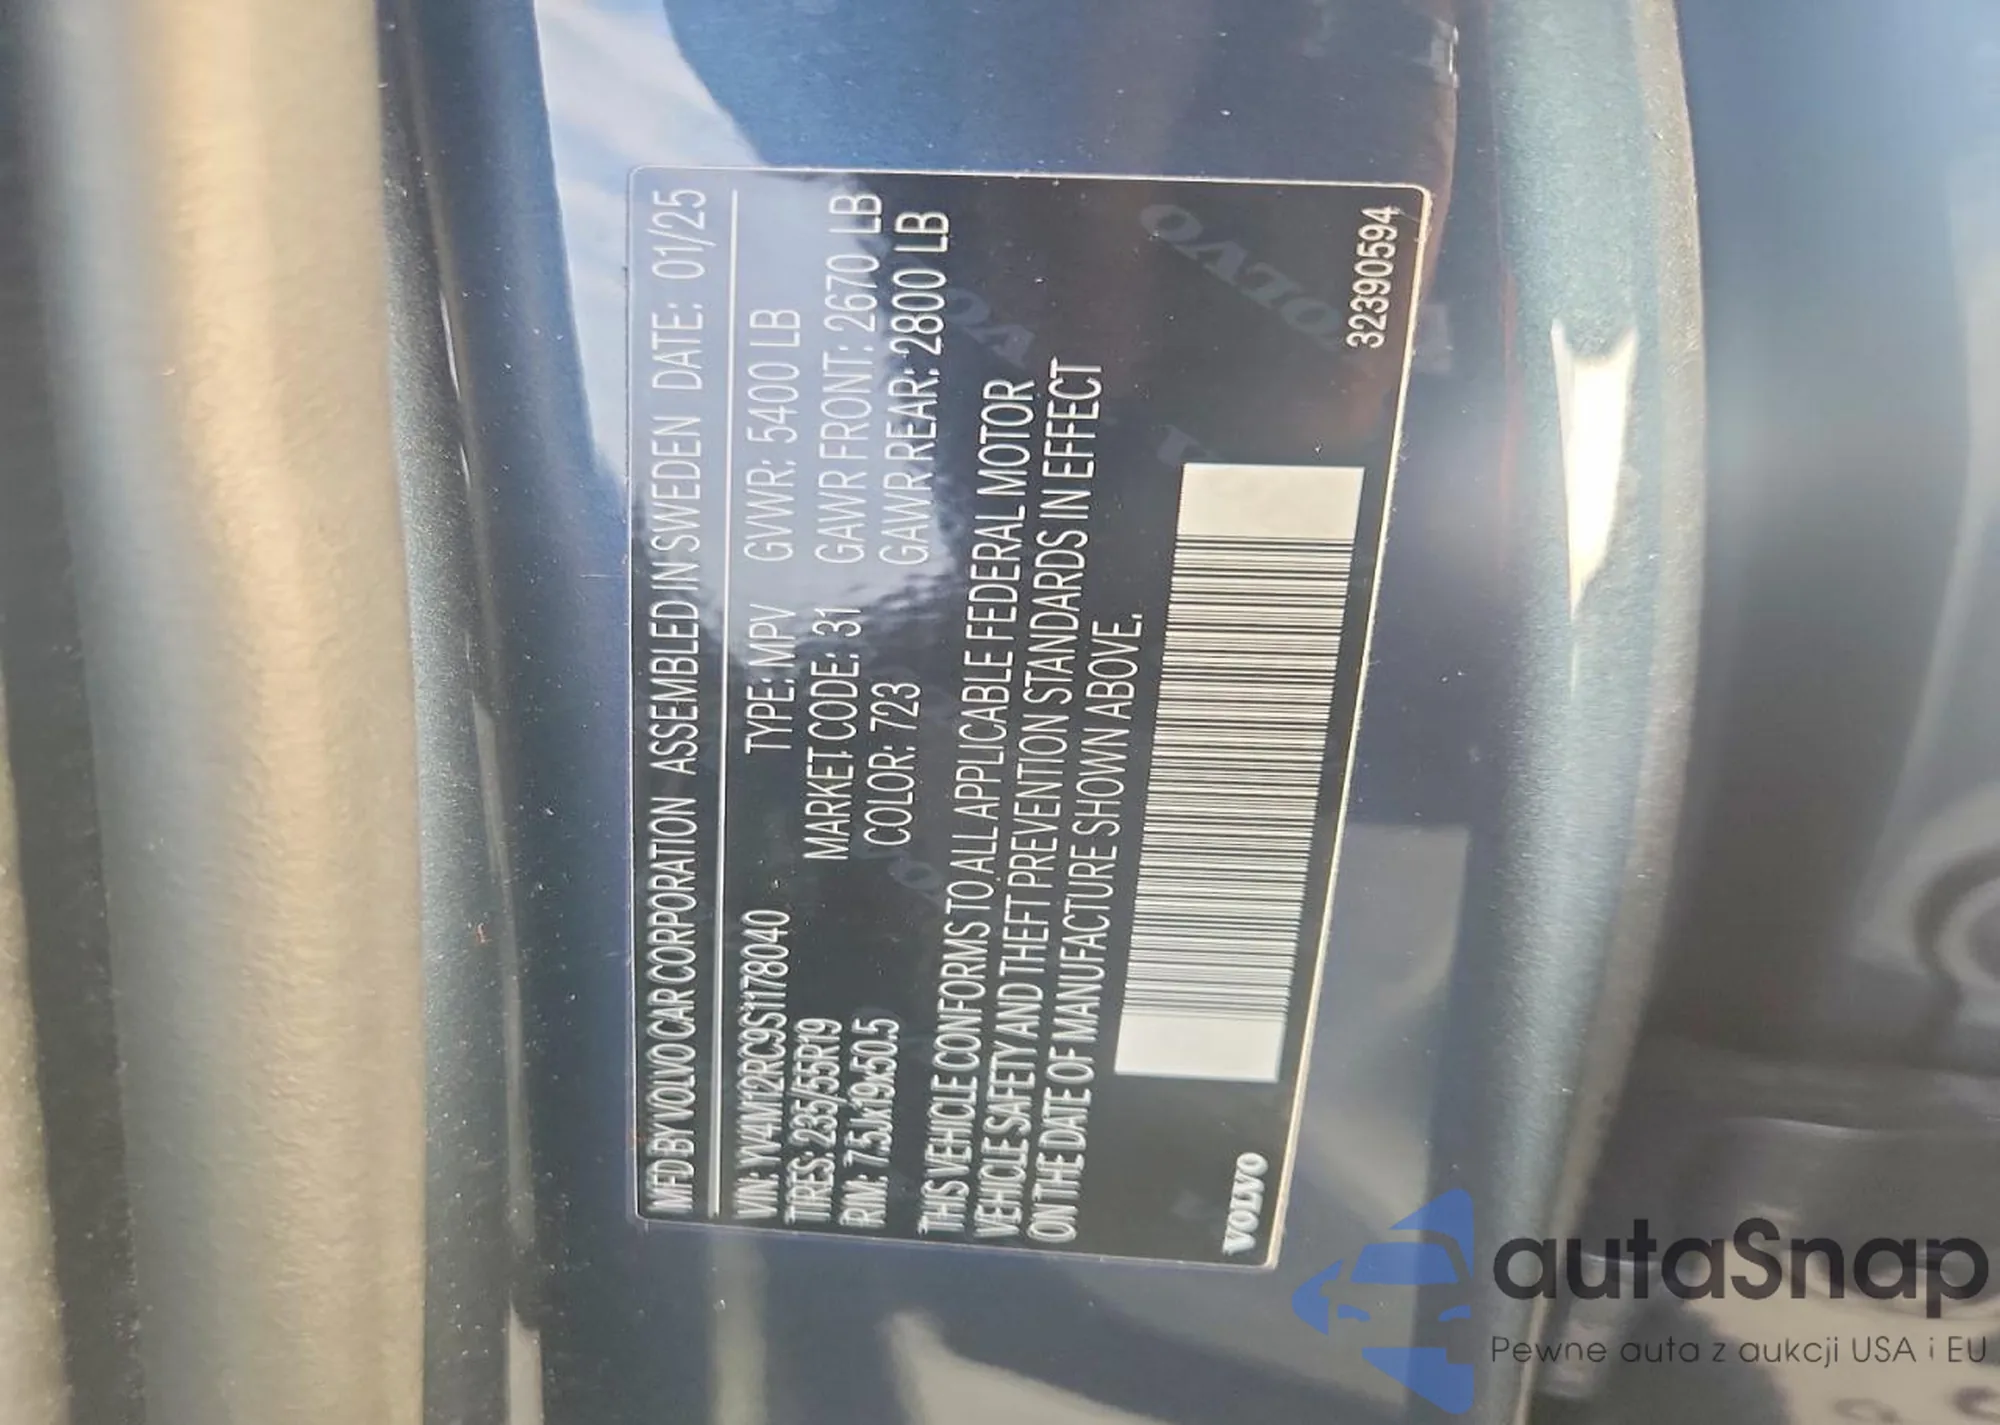 MFD BY VOLVO CAR CORPORATION ASSEMBLED IN SWEDEN DATE: 01/25
VIN: YV4M12RC9S1178040 TYPE: MPV GVWR: 5400 LB
TIRES: 235/55R19 MARKET CODE: 31 GAWR FRONT: 2670 LB
RIM: 7.5Jx19x50.5 COLOR: 723 GAWR REAR: 2800 LB
THIS VEHICLE CONFORMS TO ALL APPLICABLE FEDERAL MOTOR
VEHICLE SAFETY AND THEFT PREVENTION STANDARDS IN EFFECT
ON THE DATE OF MANUFACTURE SHOWN ABOVE.
VOLVO 32390594
autaSnap
Pewne auta z aukcji USA i EU